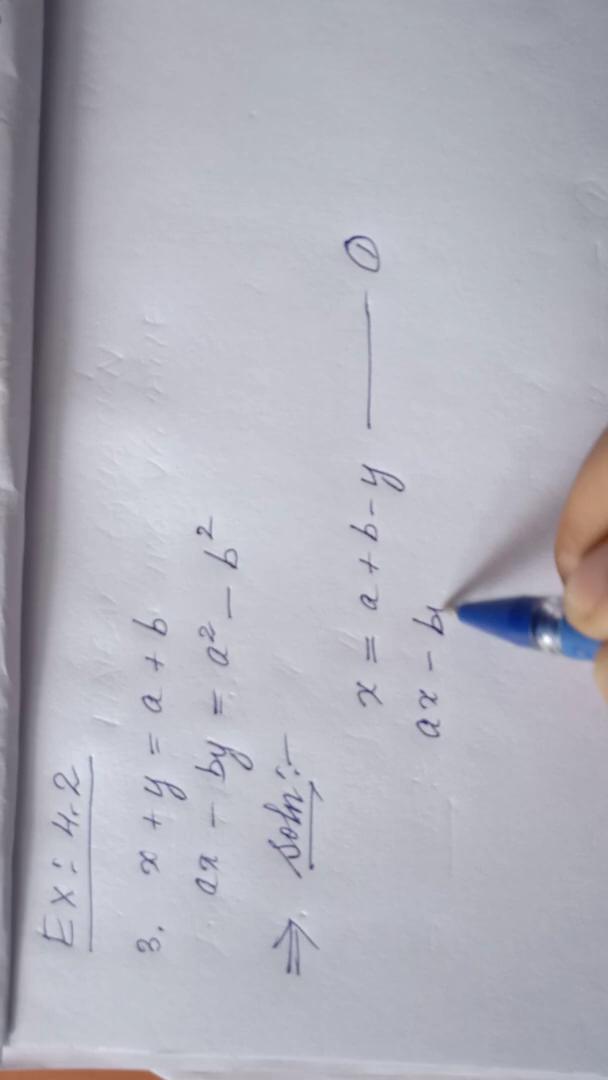 Ex: 4.2
3. x + y = a + b
ax - by = a² - b²
⇒ Soln:-
x = a + b - y —— ①
ax - b